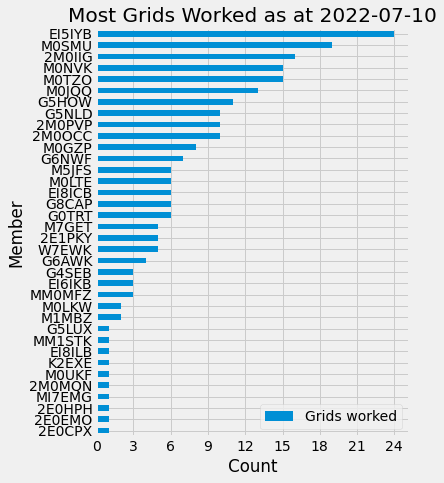 Most Grids Worked as at 2022-07-10
EI5IYB
M0SMU
2M0IIG
M0NVK
M0TZO
M0JQQ
G5HOW
G5NLD
2M0PVP
2M0OCC
M0GZP
G6NWF
M5JFS
M0LTE
EI8ICB
G8CAP
G0TRT
M7GET
2E1PKY
W7EWK
G6AWK
G4SEB
EI6IKB
MM0MFZ
M0LKW
M1MBZ
G5LUX
MM1STK
EI8ILB
K2EXE
M0UKF
2M0MQN
MI7EMG
2E0HPH
2E0EMO
2E0CPX
Member
Grids worked
0 3 6 9 12 15 18 21 24
Count